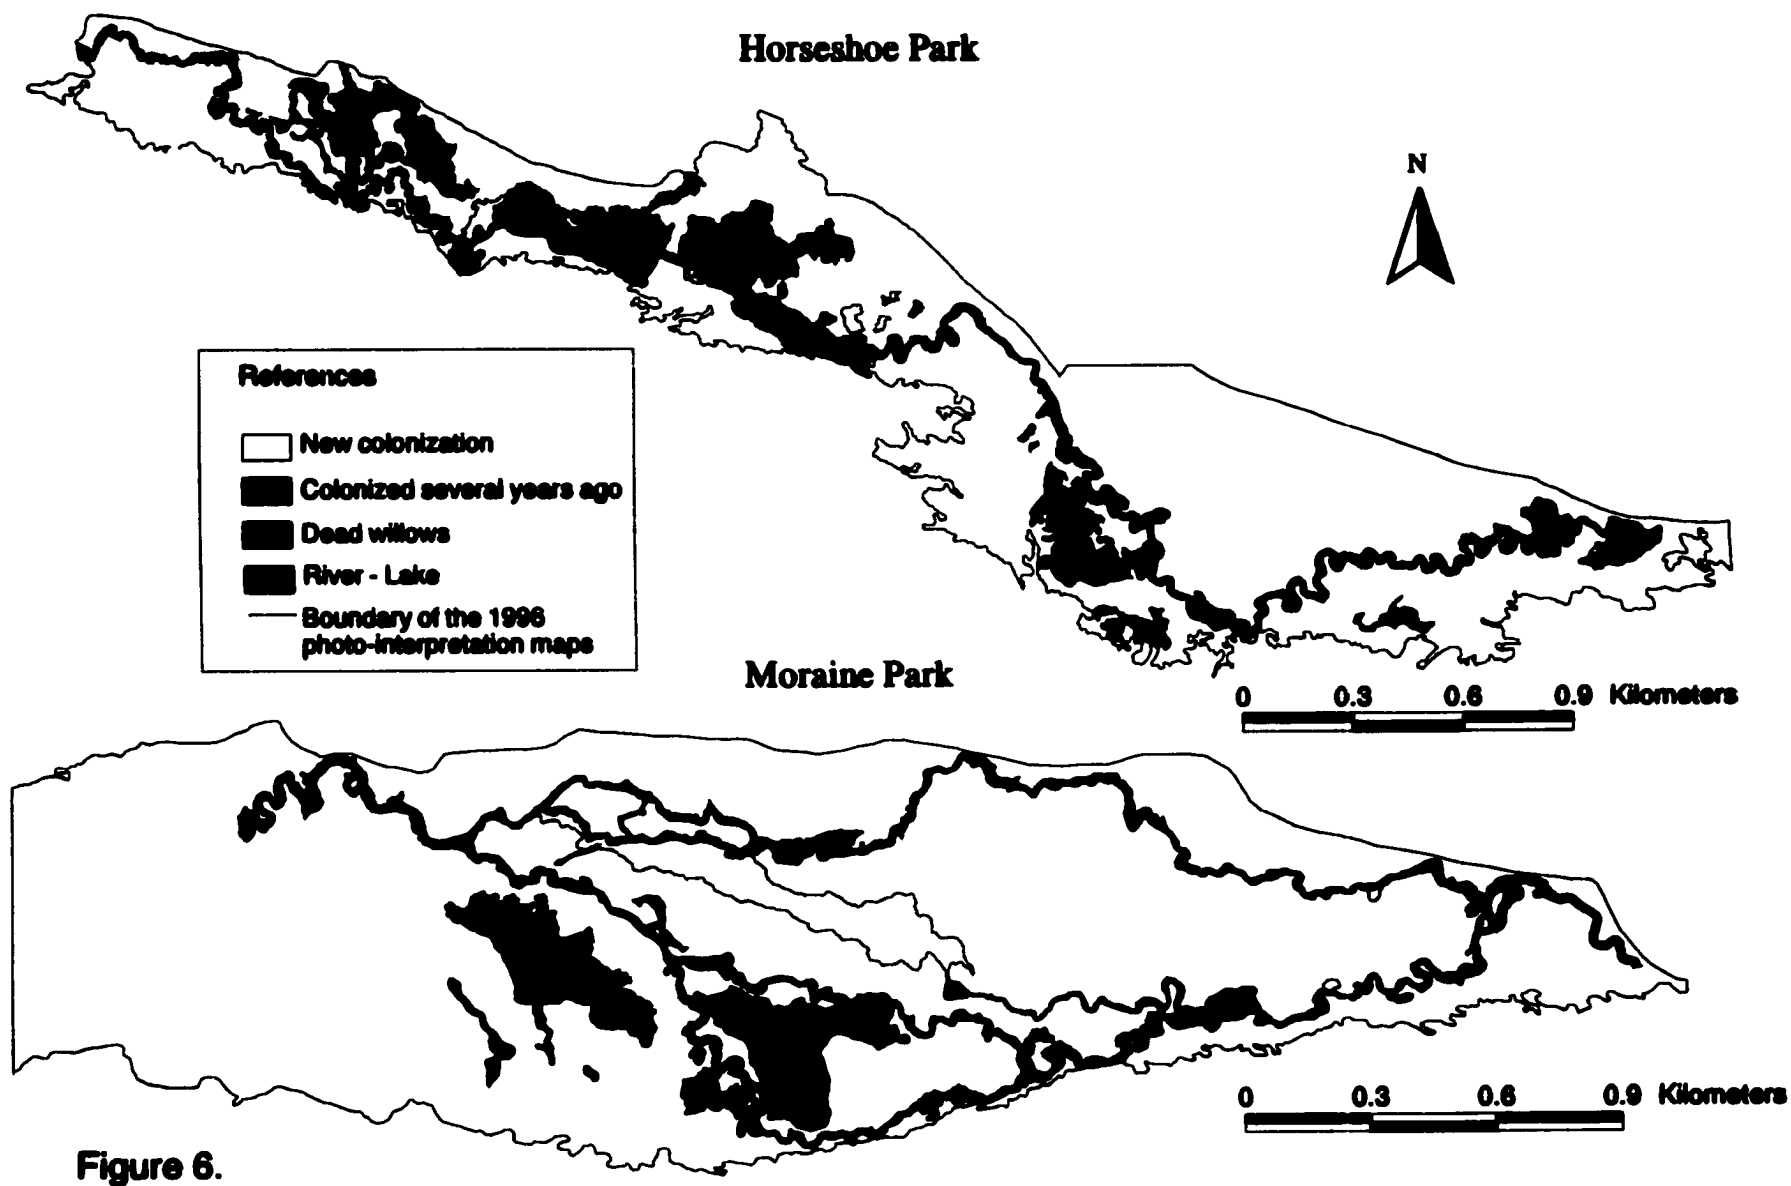 Horseshoe Park
N
References
New colonization
Colonized several years ago
Dead willows
River - Lake
Boundary of the 1996
photo-interpretation maps
Moraine Park
0 0.3 0.6 0.9 Kilometers
0 0.3 0.6 0.9 Kilometers
Figure 6.